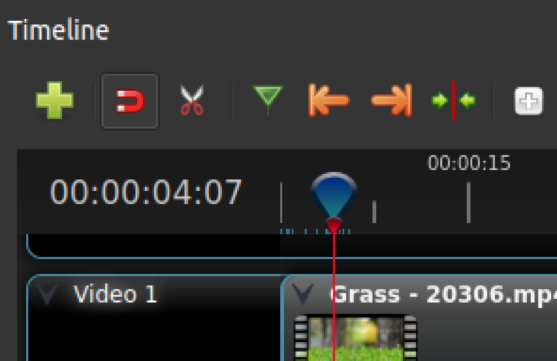 Timeline
00:00:15
00:00:04:07
Video 1
Grass - 20306.mp4